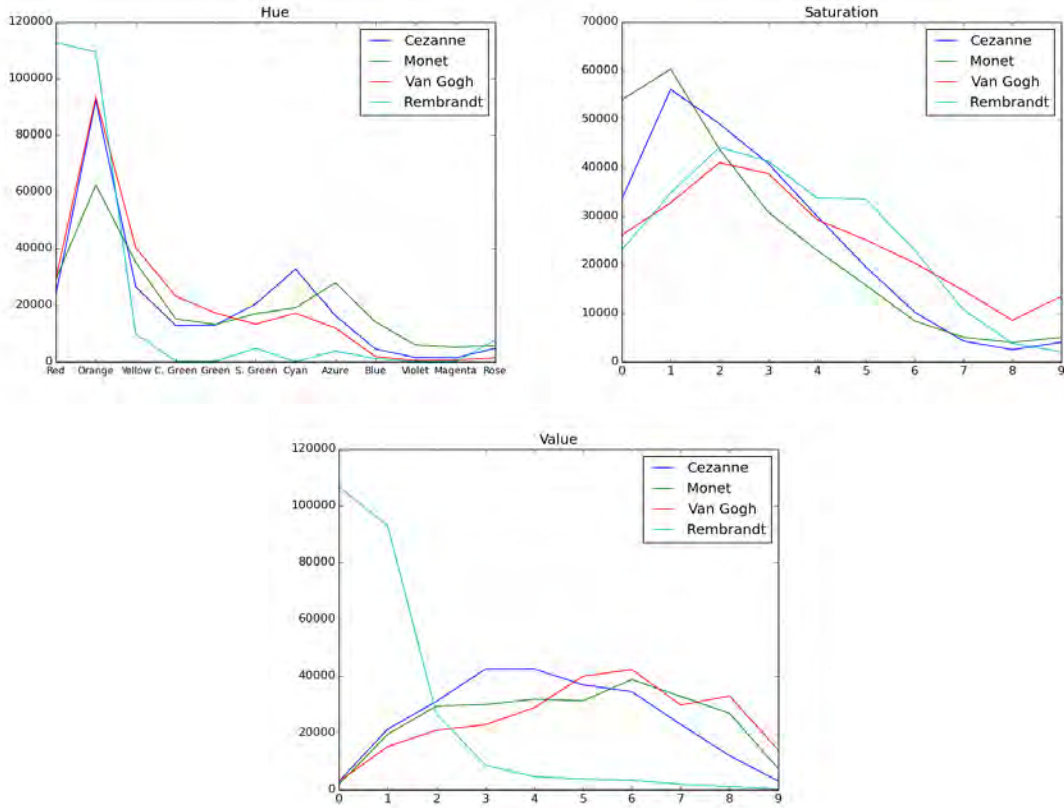 Hue
120000
100000
80000
60000
40000
20000
0
Cezanne
Monet
Van Gogh
Rembrandt
Red Orange Yellow C. Green Green S. Green Cyan Azure Blue Violet Magenta Rose
Saturation
70000
60000
50000
40000
30000
20000
10000
0
Cezanne
Monet
Van Gogh
Rembrandt
0 1 2 3 4 5 6 7 8 9
Value
120000
100000
80000
60000
40000
20000
0
Cezanne
Monet
Van Gogh
Rembrandt
0 1 2 3 4 5 6 7 8 9